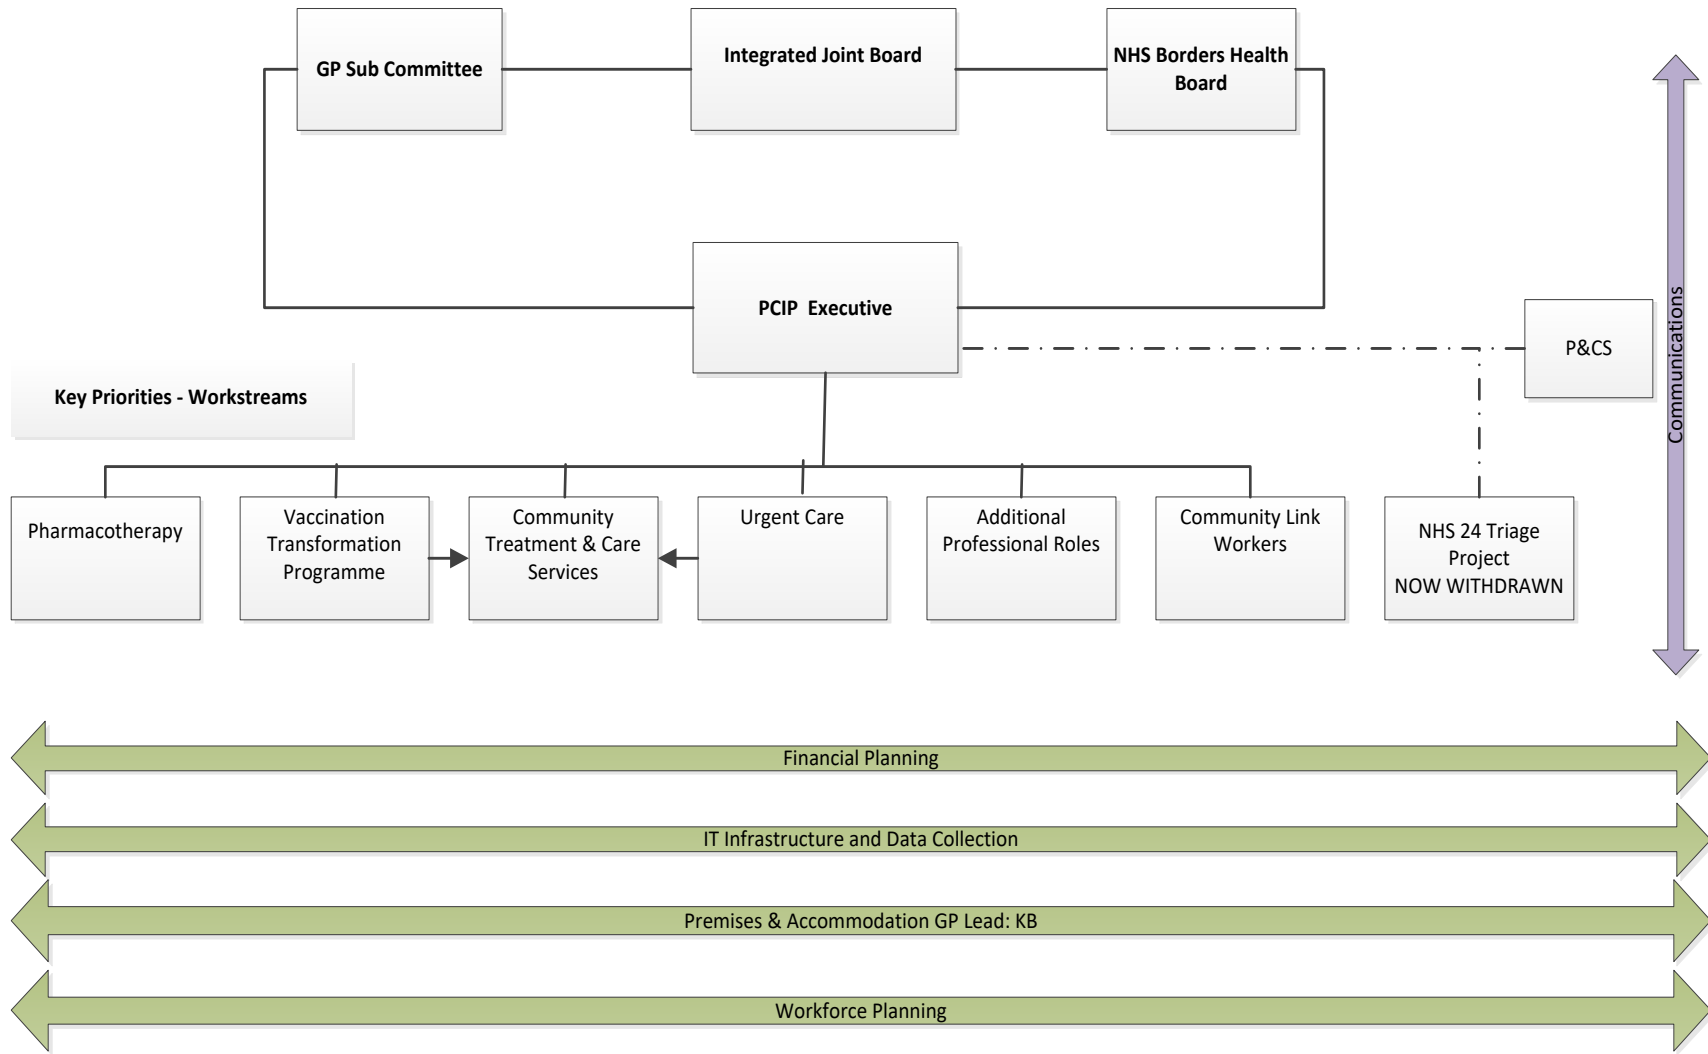 GP Sub Committee
Integrated Joint Board
NHS Borders Health
Board
PCIP  Executive
P&CS
Communications
Key Priorities - Workstreams
Pharmacotherapy
Vaccination
Transformation
Programme
Community
Treatment & Care
Services
Urgent Care
Additional
Professional Roles
Community Link
Workers
NHS 24 Triage
Project
NOW WITHDRAWN
Financial Planning
IT Infrastructure and Data Collection
Premises & Accommodation GP Lead: KB
Workforce Planning